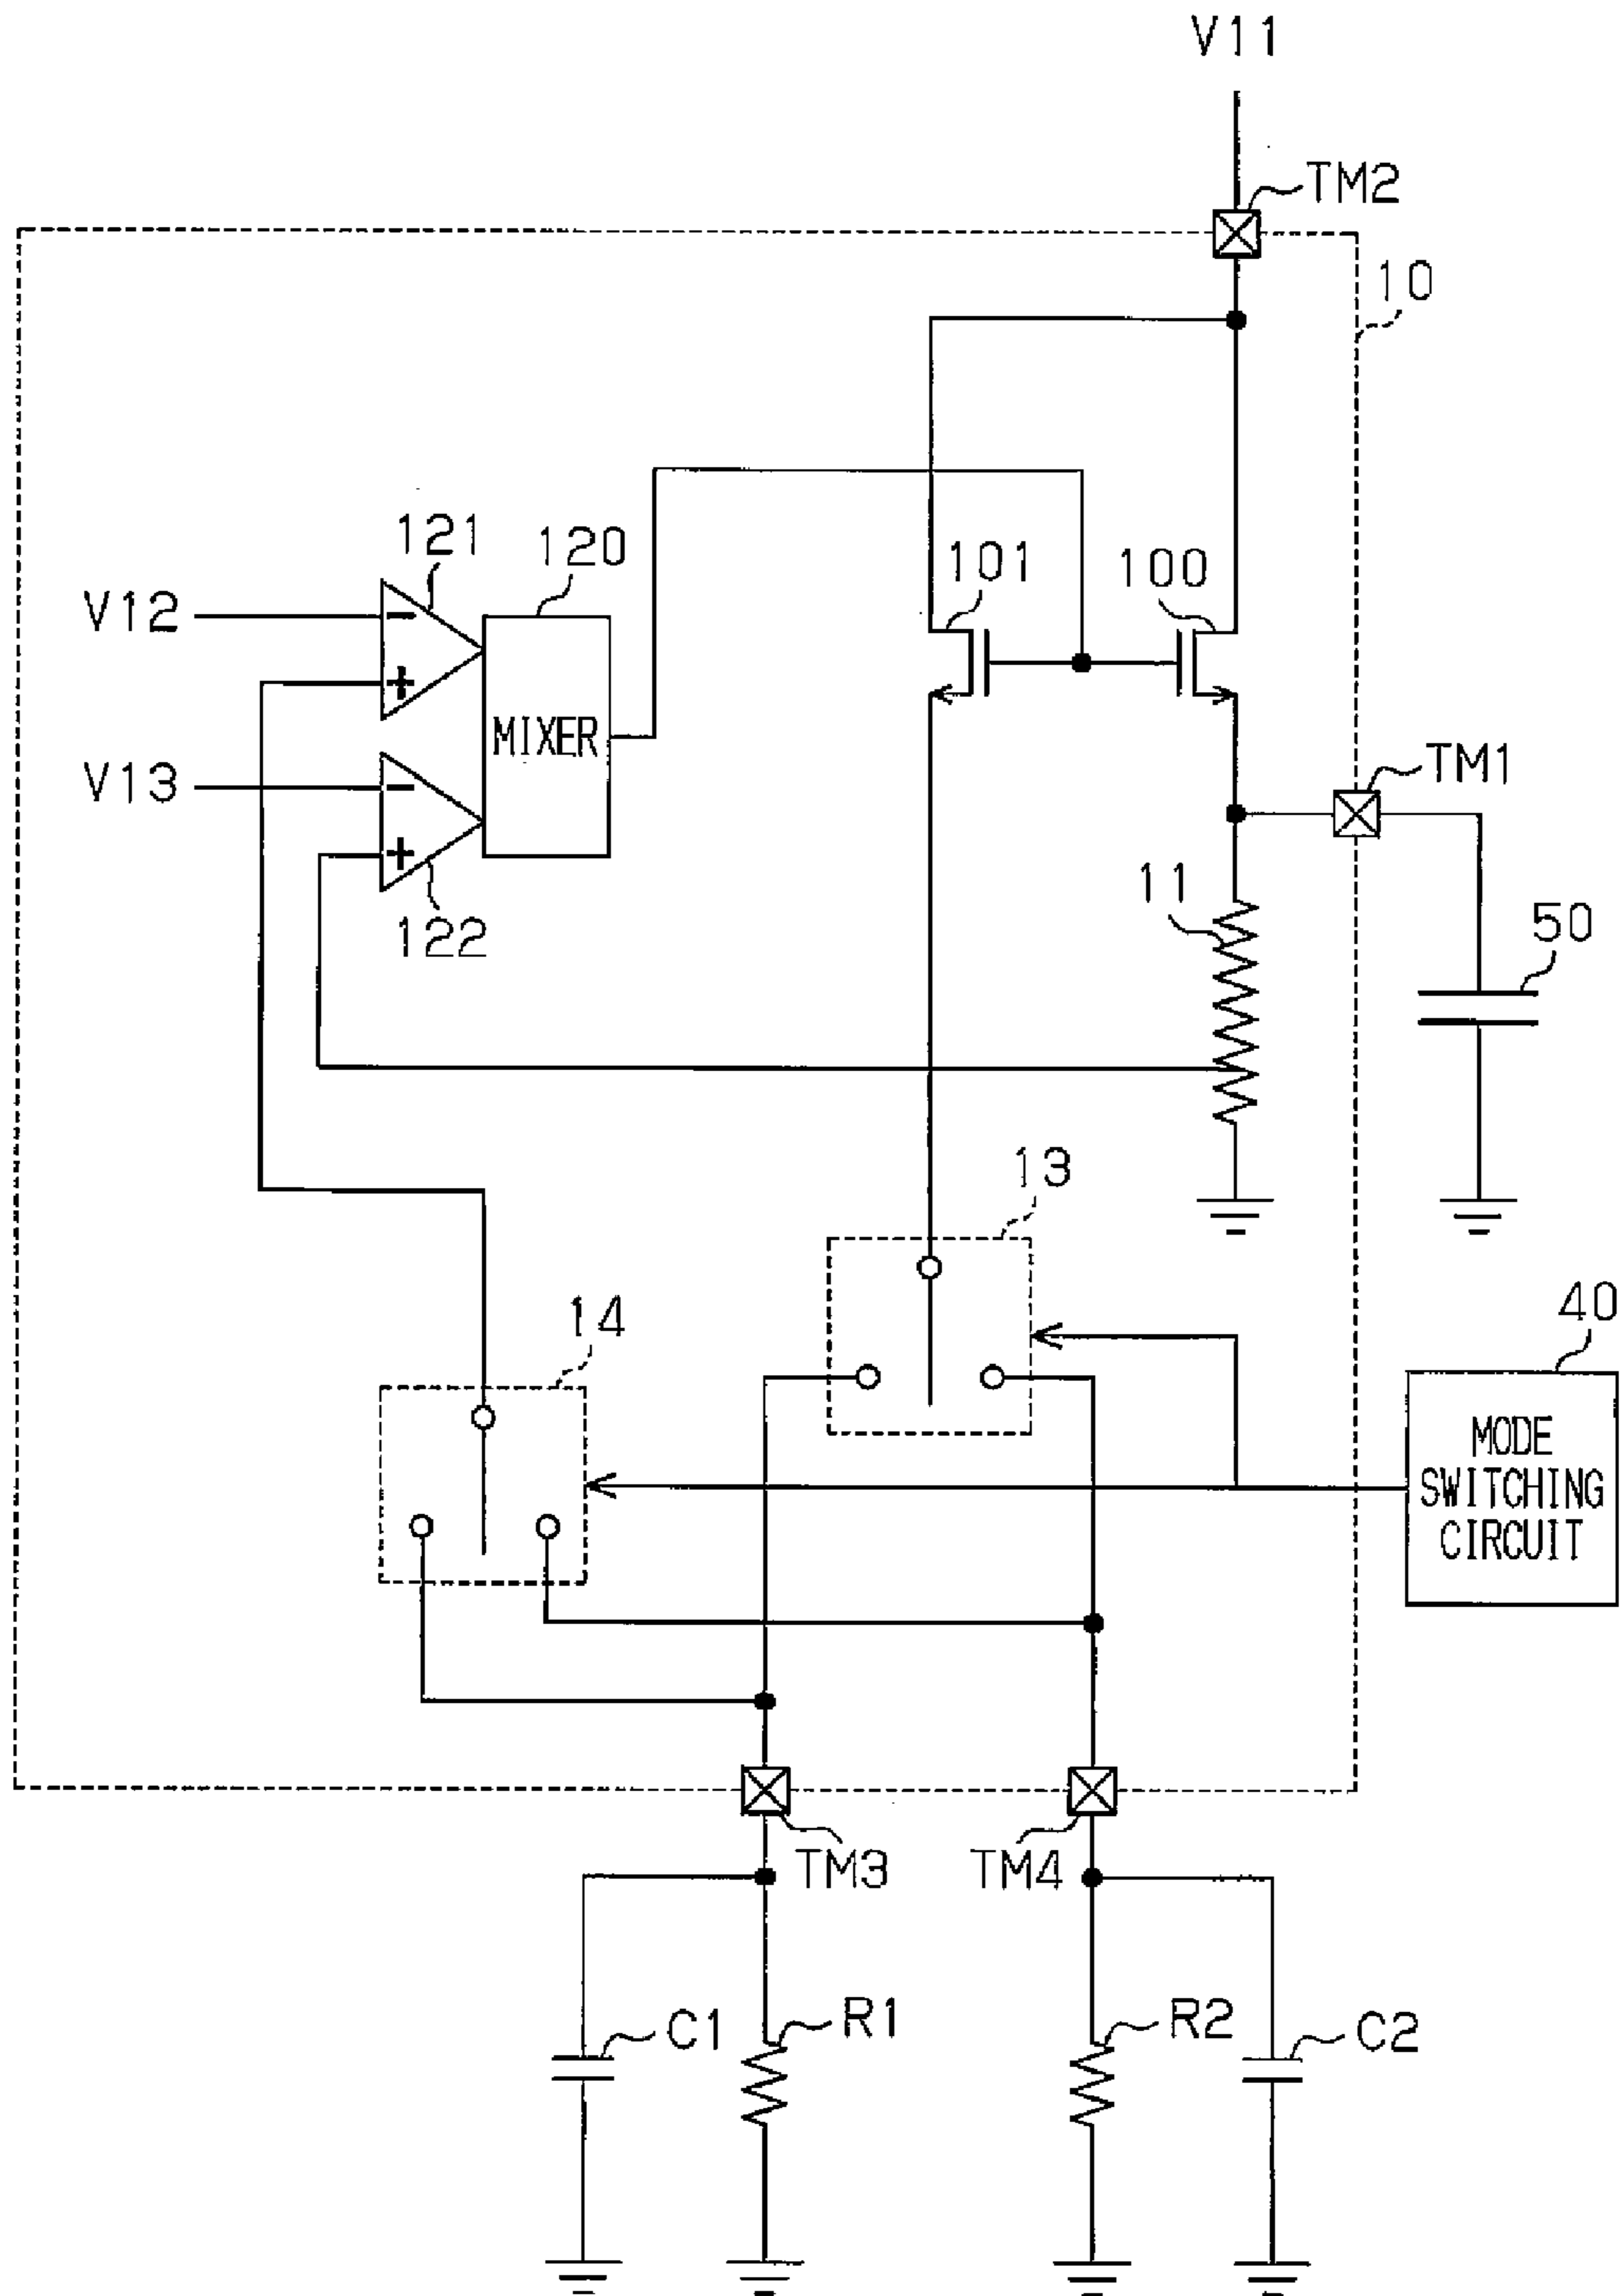 V11
TM2
10
121
120
101
100
V12
MIXER
V13
TM1
122
11
50
13
14
40
MODE
SWITCHING
CIRCUIT
TM3
TM4
C1
R1
R2
C2